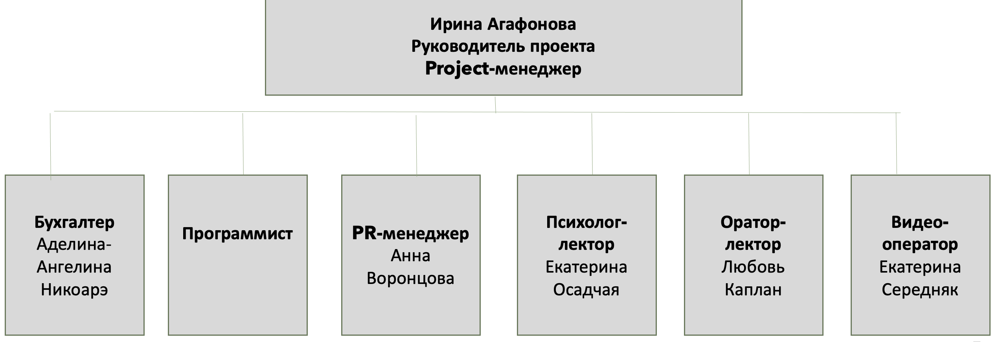 Ирина Агафонова
Руководитель проекта
Project-менеджер
Бухгалтер
Аделина-
Ангелина
Никоарэ
Программист
PR-менеджер
Анна
Воронцова
Психолог-
лектор
Екатерина
Осадчая
Оратор-
лектор
Любовь
Каплан
Видео-
оператор
Екатерина
Середняк